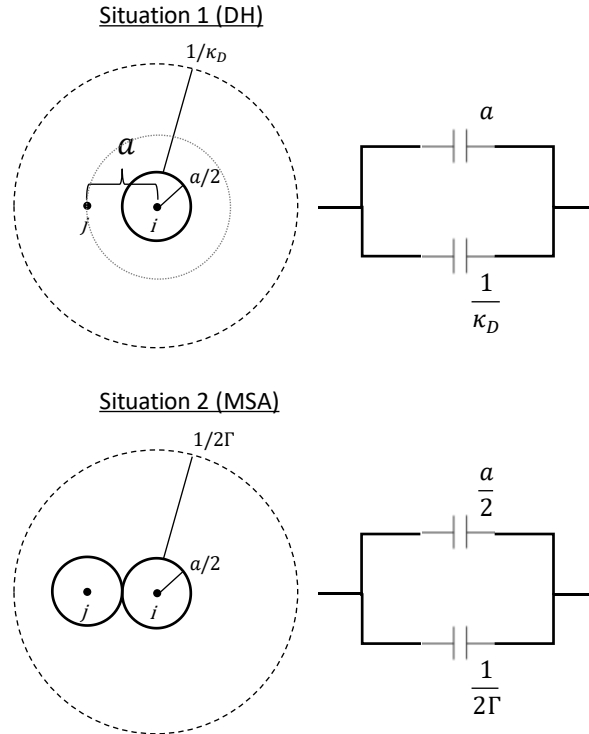 Situation 1 (DH)
1/κ_D
a
a/2
j
i
a
1/κ_D
Situation 2 (MSA)
1/2Γ
a/2
j
i
a/2
1/2Γ